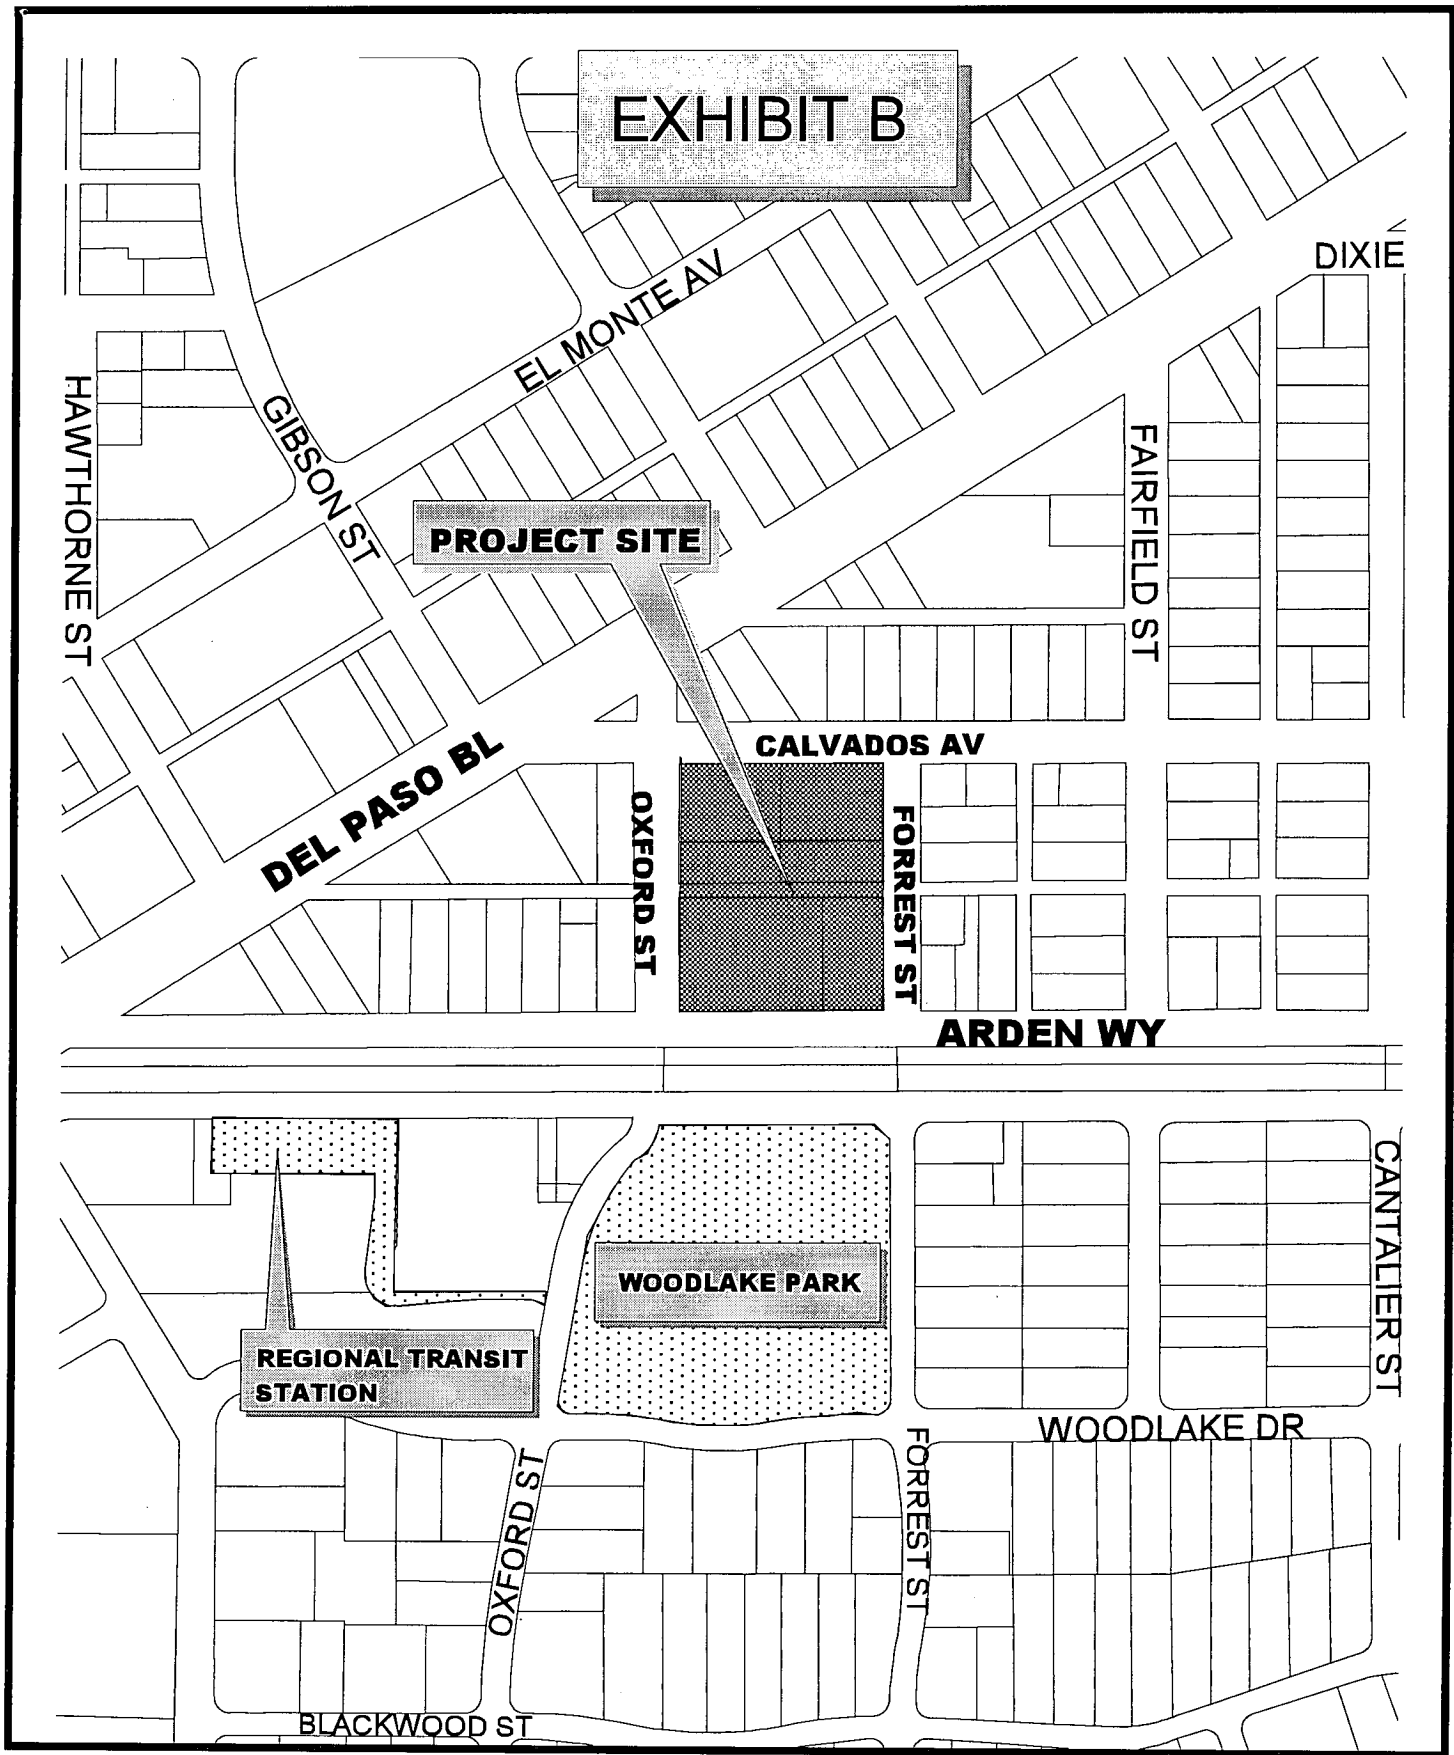 EXHIBIT B
DIXIE
EL MONTE AV
HAWTHORNE ST
GIBSON ST
FAIRFIELD ST
PROJECT SITE
CALVADOS AV
DEL PASO BL
OXFORD ST
FORREST ST
ARDEN WY
CANTALIER ST
WOODLAKE PARK
REGIONAL TRANSIT
STATION
WOODLAKE DR
OXFORD ST
FORREST ST
BLACKWOOD ST